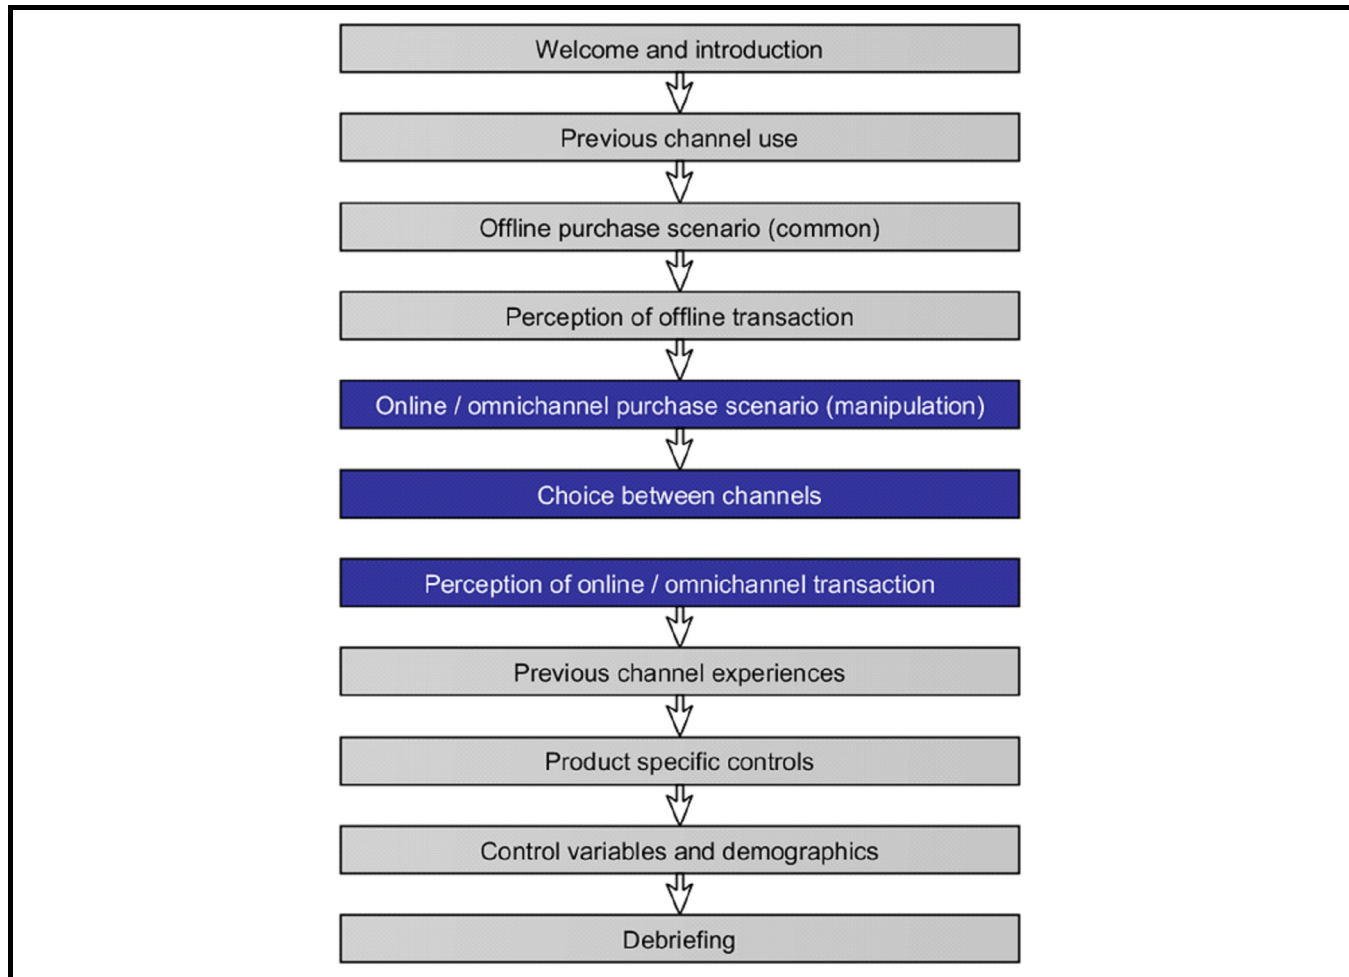 Welcome and introduction
Previous channel use
Offline purchase scenario (common)
Perception of offline transaction
Online / omnichannel purchase scenario (manipulation)
Choice between channels
Perception of online / omnichannel transaction
Previous channel experiences
Product specific controls
Control variables and demographics
Debriefing